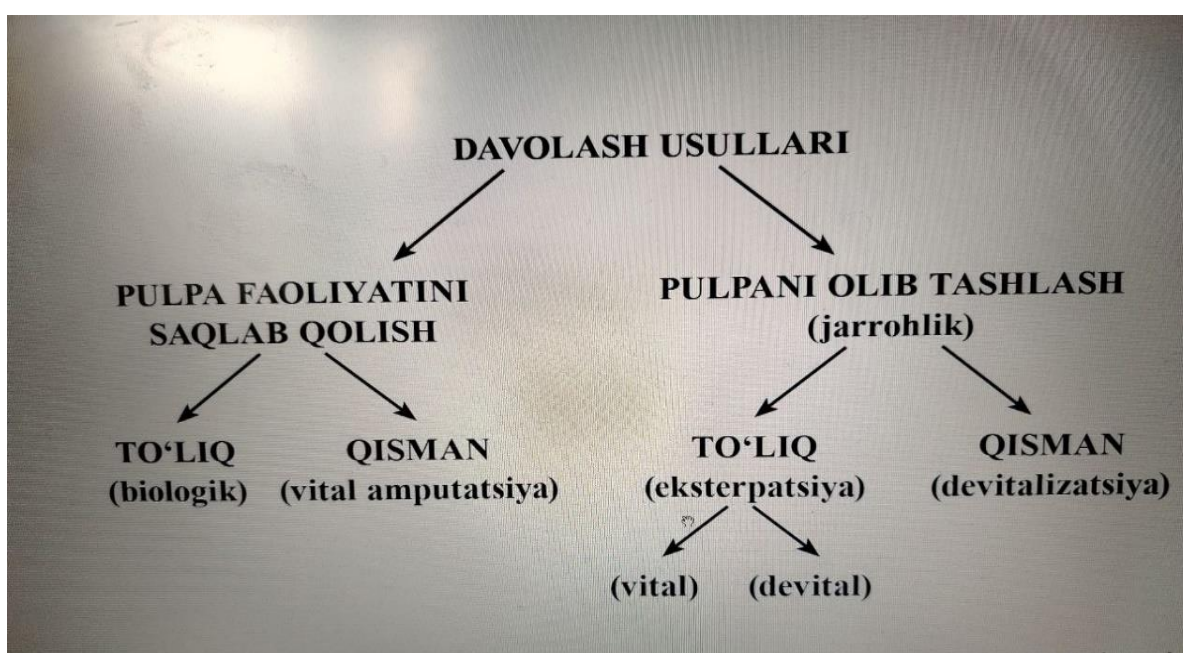 DAVOLASH USULLARI
PULPA FAOLIYATINI
SAQLAB QOLISH
PULPANI OLIB TASHLASH
(jarrohlik)
TO‘LIQ
(biologik)
QISMAN
(vital amputatsiya)
TO‘LIQ
(eksterpatsiya)
QISMAN
(devitalizatsiya)
(vital)
(devital)